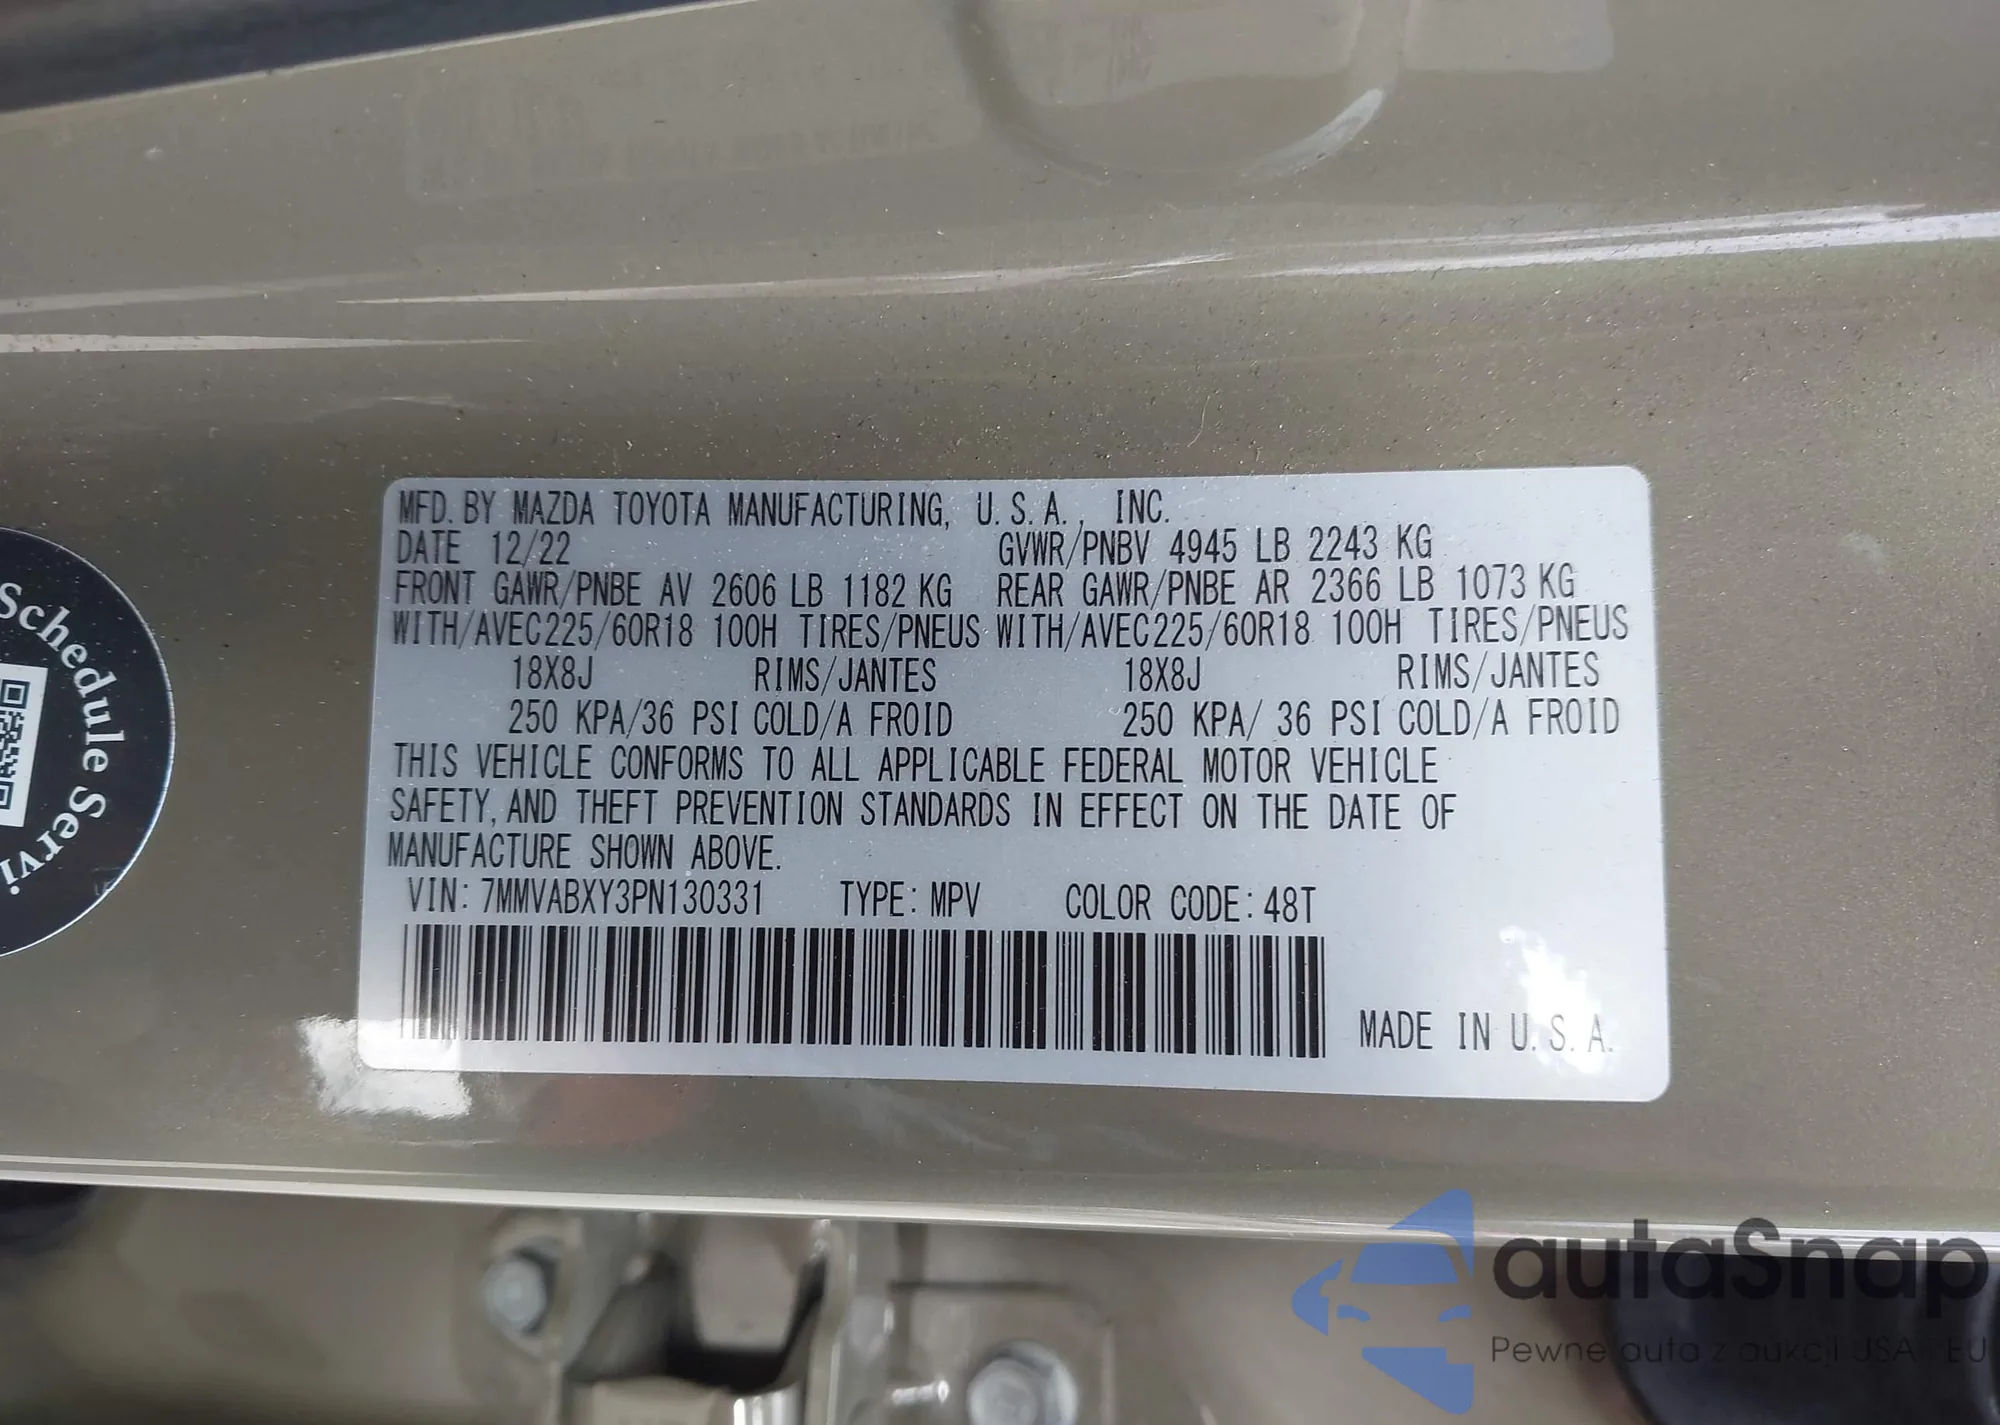 MFD. BY MAZDA TOYOTA MANUFACTURING, U.S.A., INC.
DATE 12/22 GVWR/PNBV 4945 LB 2243 KG
FRONT GAWR/PNBE AV 2606 LB 1182 KG REAR GAWR/PNBE AR 2366 LB 1073 KG
WITH/AVEC225/60R18 100H TIRES/PNEUS WITH/AVEC225/60R18 100H TIRES/PNEUS
18X8J RIMS/JANTES 18X8J RIMS/JANTES
250 KPA/36 PSI COLD/A FROID 250 KPA/ 36 PSI COLD/A FROID
THIS VEHICLE CONFORMS TO ALL APPLICABLE FEDERAL MOTOR VEHICLE
SAFETY, AND THEFT PREVENTION STANDARDS IN EFFECT ON THE DATE OF
MANUFACTURE SHOWN ABOVE.
VIN: 7MMVABXY3PN130331 TYPE: MPV COLOR CODE: 48T
MADE IN U.S.A.
Schedule Servi
autaSnap
Pewne auta z aukcji USA - EU